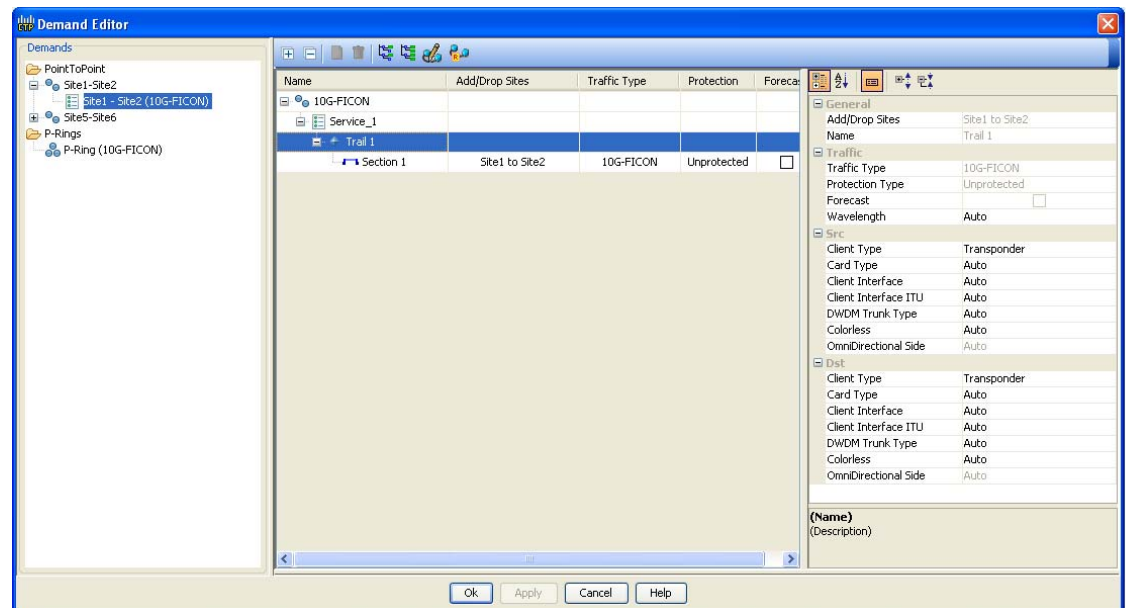 CTP Demand Editor
Demands
PointToPoint
Site1-Site2
Site1 - Site2 (10G-FICON)
Site5-Site6
P-Rings
P-Ring (10G-FICON)
Name Add/Drop Sites Traffic Type Protection Forecas
10G-FICON
Service_1
Trail 1
Section 1 Site1 to Site2 10G-FICON Unprotected
General
Add/Drop Sites Site1 to Site2
Name Trail 1
Traffic
Traffic Type 10G-FICON
Protection Type Unprotected
Forecast
Wavelength Auto
Src
Client Type Transponder
Card Type Auto
Client Interface Auto
Client Interface ITU Auto
DWDM Trunk Type Auto
Colorless Auto
OmniDirectional Side Auto
Dst
Client Type Transponder
Card Type Auto
Client Interface Auto
Client Interface ITU Auto
DWDM Trunk Type Auto
Colorless Auto
OmniDirectional Side Auto
(Name)
(Description)
Ok Apply Cancel Help